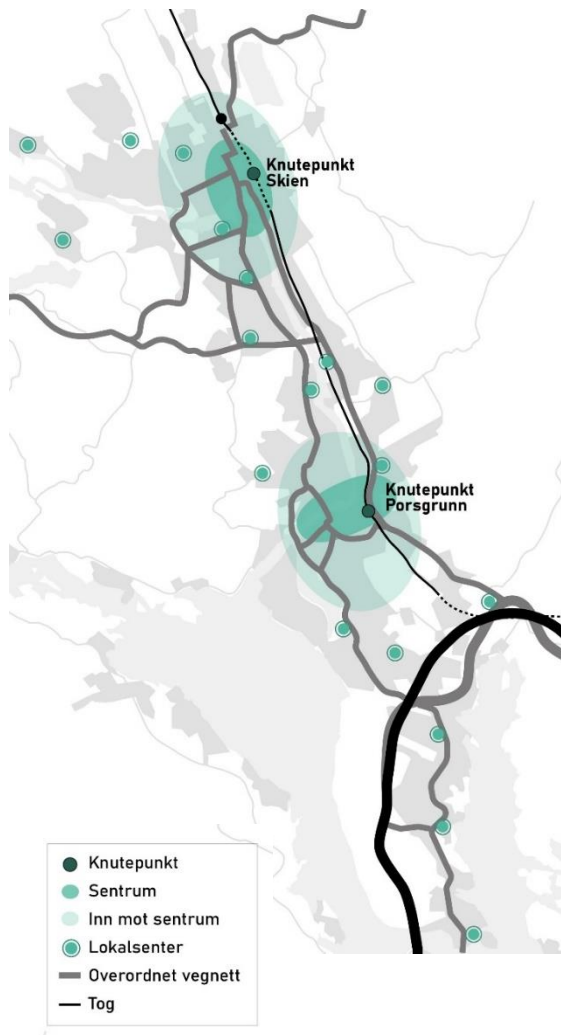 Knutepunkt
Skien
Knutepunkt
Porsgrunn
Knutepunkt
Sentrum
Inn mot sentrum
Lokalsenter
Overordnet vegnett
Tog